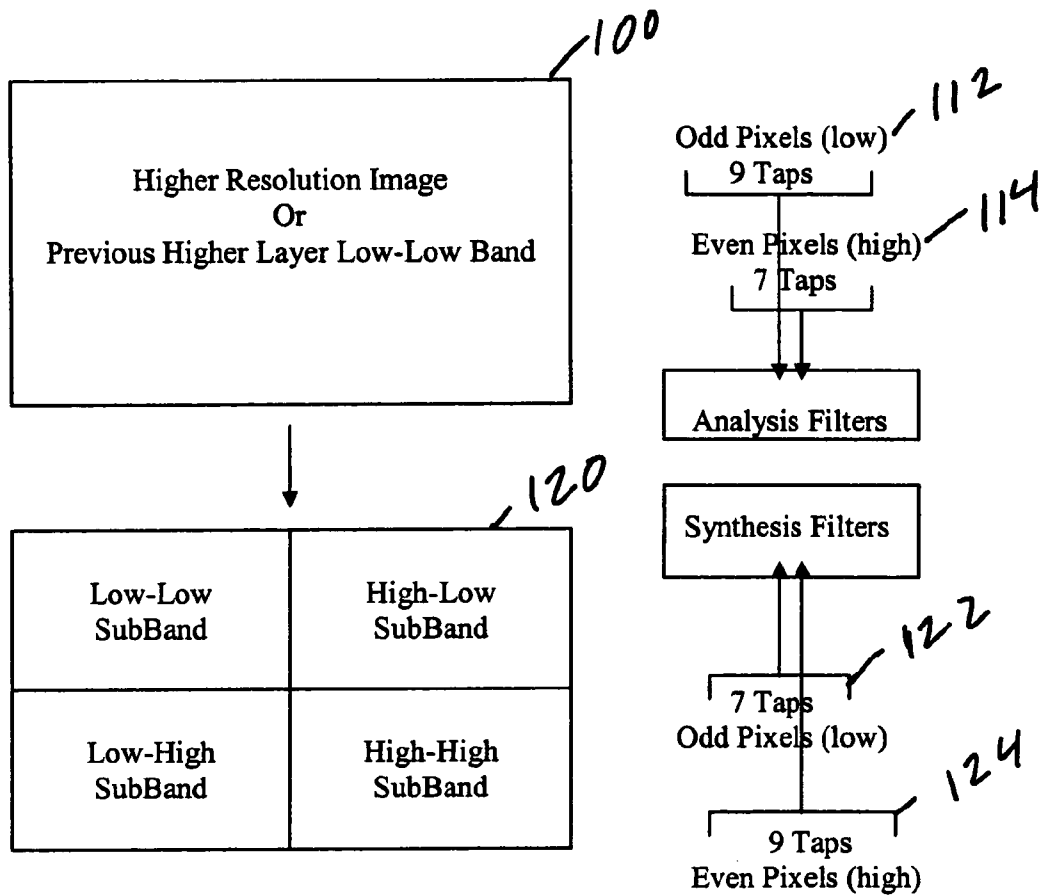 100
Higher Resolution Image
Or
Previous Higher Layer Low-Low Band
112
Odd Pixels (low)
9 Taps
114
Even Pixels (high)
7 Taps
Analysis Filters
120
Low-Low
SubBand
High-Low
SubBand
Low-High
SubBand
High-High
SubBand
Synthesis Filters
122
7 Taps
Odd Pixels (low)
124
9 Taps
Even Pixels (high)